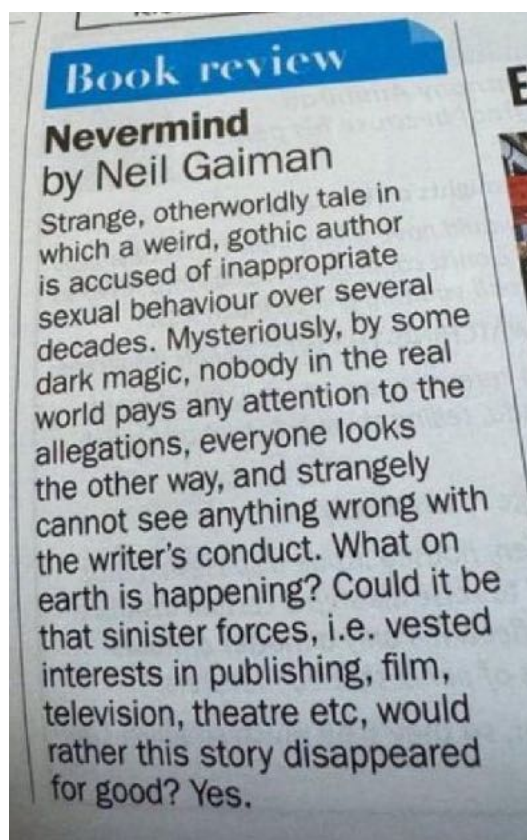 Book review
Nevermind
by Neil Gaiman
Strange, otherworldly tale in
which a weird, gothic author
is accused of inappropriate
sexual behaviour over several
decades. Mysteriously, by some
dark magic, nobody in the real
world pays any attention to the
allegations, everyone looks
the other way, and strangely
cannot see anything wrong with
the writer's conduct. What on
earth is happening? Could it be
that sinister forces, i.e. vested
interests in publishing, film,
television, theatre etc, would
rather this story disappeared
for good? Yes.